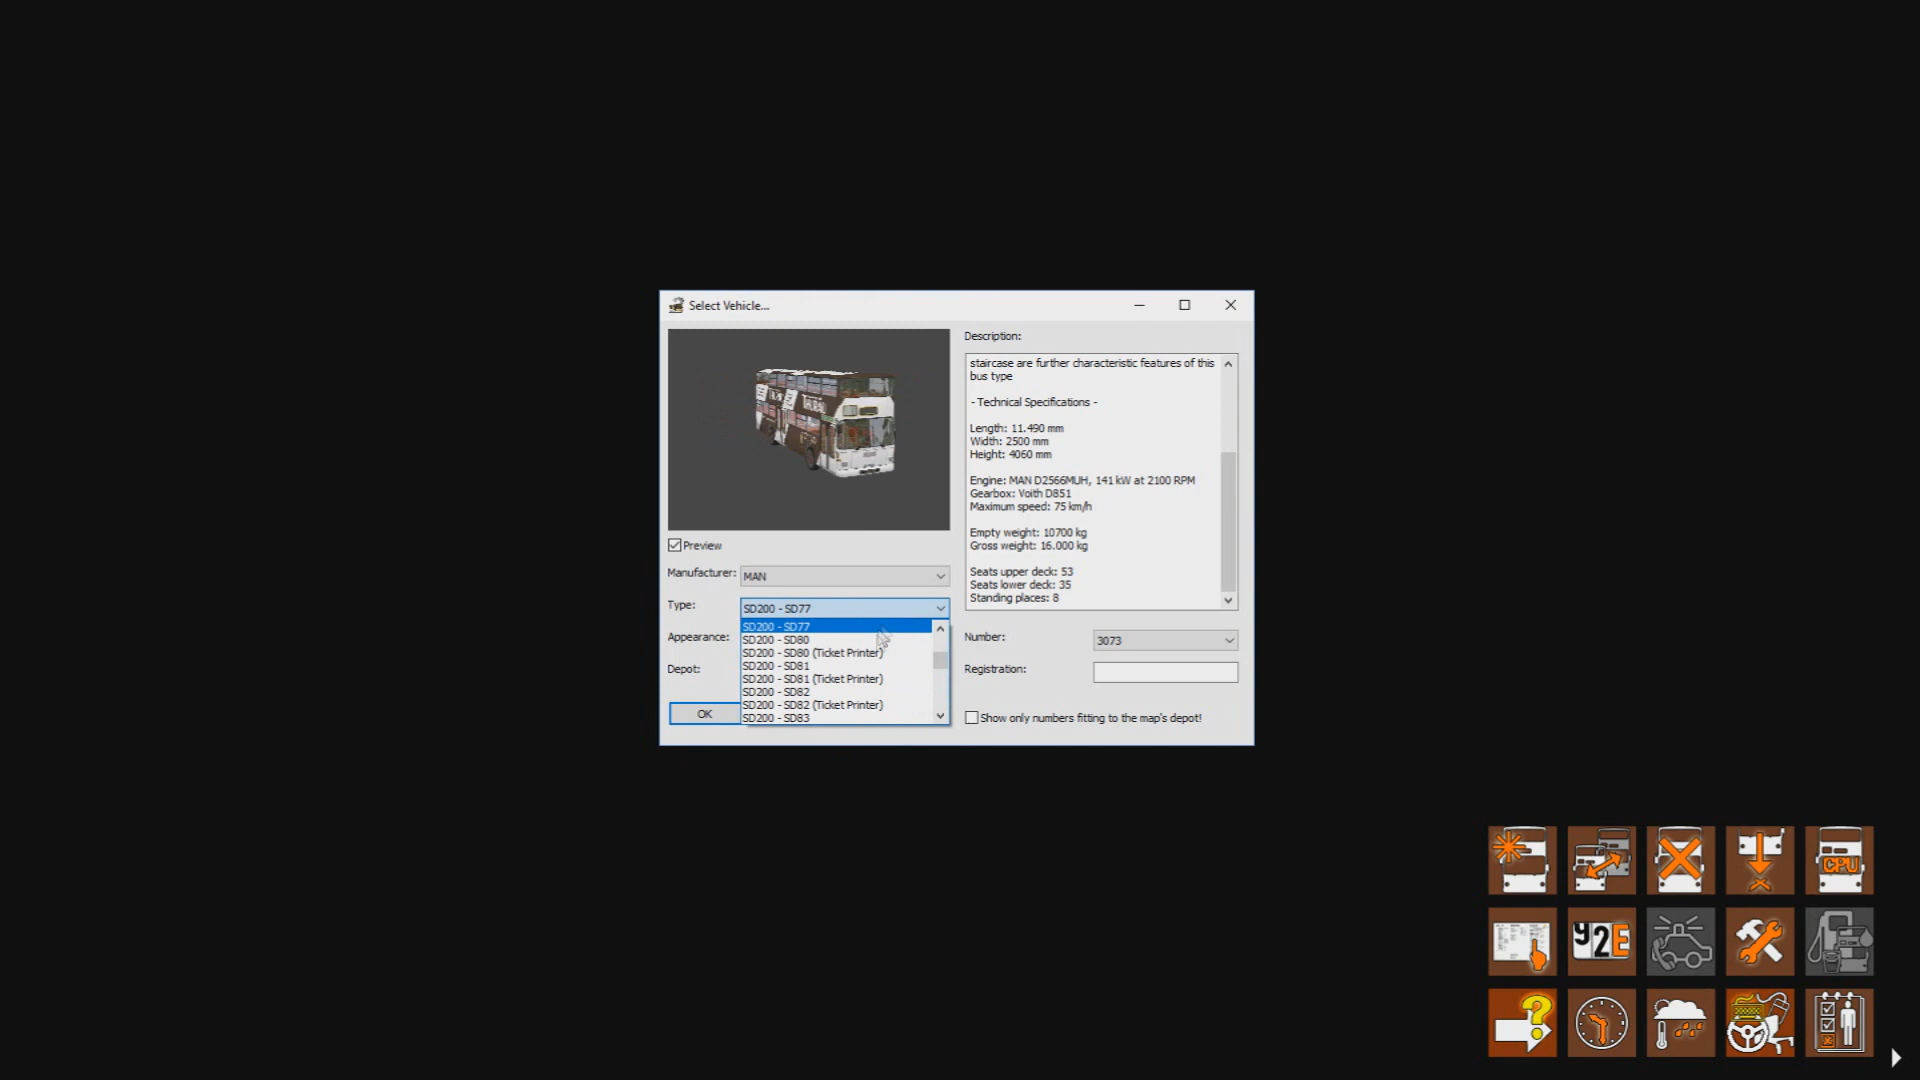 Select Vehicle...
Description:
staircase are further characteristic features of this
bus type
- Technical Specifications -
Length: 11.490 mm
Width: 2500 mm
Height: 4060 mm
Engine: MAN D2566MUH, 141 kW at 2100 RPM
Gearbox: Voith D851
Maximum speed: 75 km/h
Empty weight: 10700 kg
Gross weight: 16.000 kg
Seats upper deck: 53
Seats lower deck: 35
Standing places: 8
Preview
Manufacturer: MAN
Type: SD200 - SD77
SD200 - SD77
SD200 - SD80
SD200 - SD80 (Ticket Printer)
SD200 - SD81
SD200 - SD81 (Ticket Printer)
SD200 - SD82
SD200 - SD82 (Ticket Printer)
SD200 - SD83
Appearance:
Depot:
OK
Number: 3073
Registration:
Show only numbers fitting to the map's depot!
CPU
92E
?